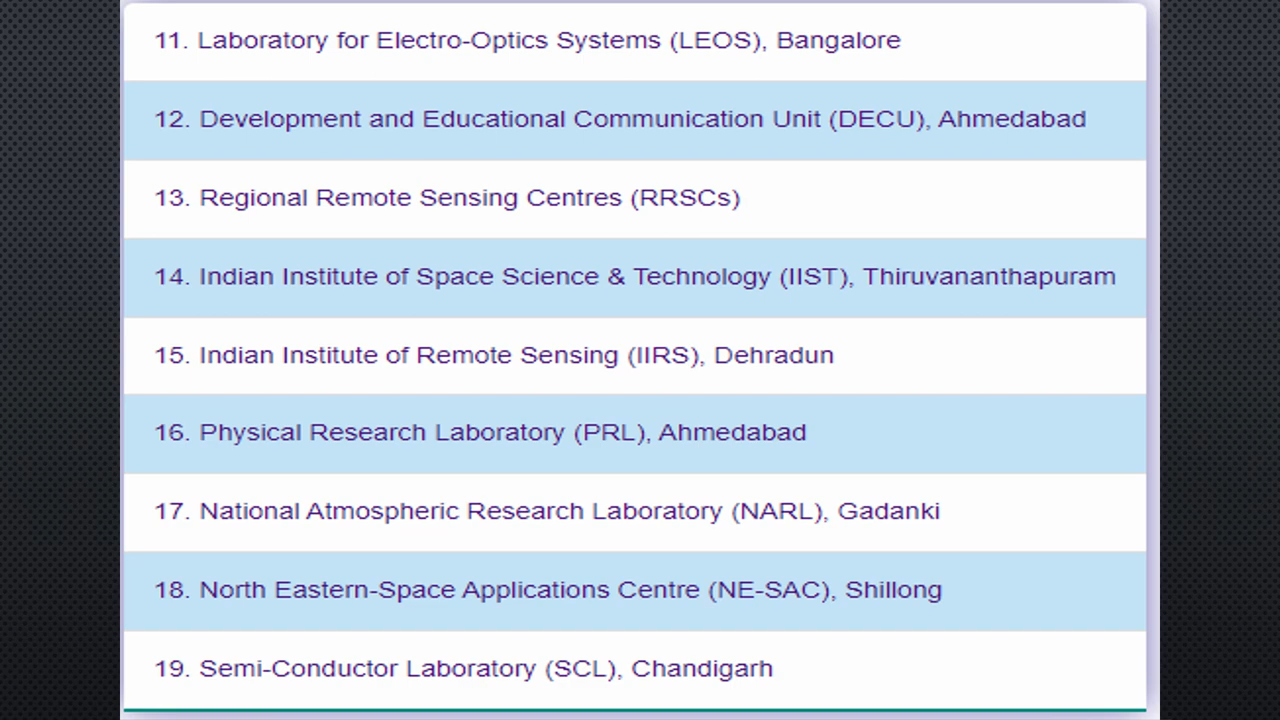 11. Laboratory for Electro-Optics Systems (LEOS), Bangalore
12. Development and Educational Communication Unit (DECU), Ahmedabad
13. Regional Remote Sensing Centres (RRSCs)
14. Indian Institute of Space Science & Technology (IIST), Thiruvananthapuram
15. Indian Institute of Remote Sensing (IIRS), Dehradun
16. Physical Research Laboratory (PRL), Ahmedabad
17. National Atmospheric Research Laboratory (NARL), Gadanki
18. North Eastern-Space Applications Centre (NE-SAC), Shillong
19. Semi-Conductor Laboratory (SCL), Chandigarh